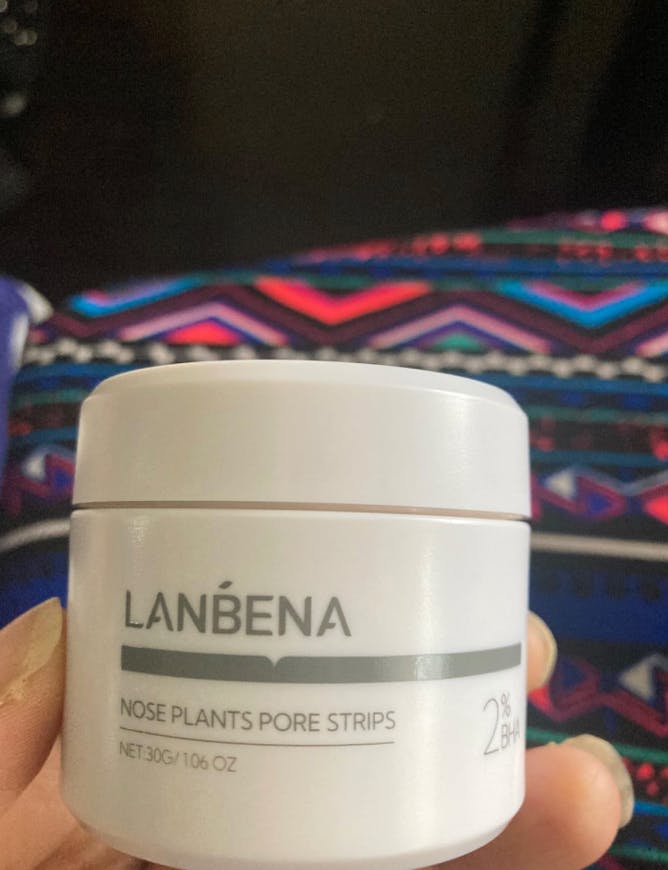 LANBENA
NOSE PLANTS PORE STRIPS
NET:30G/ 1.06 OZ
2% BHA